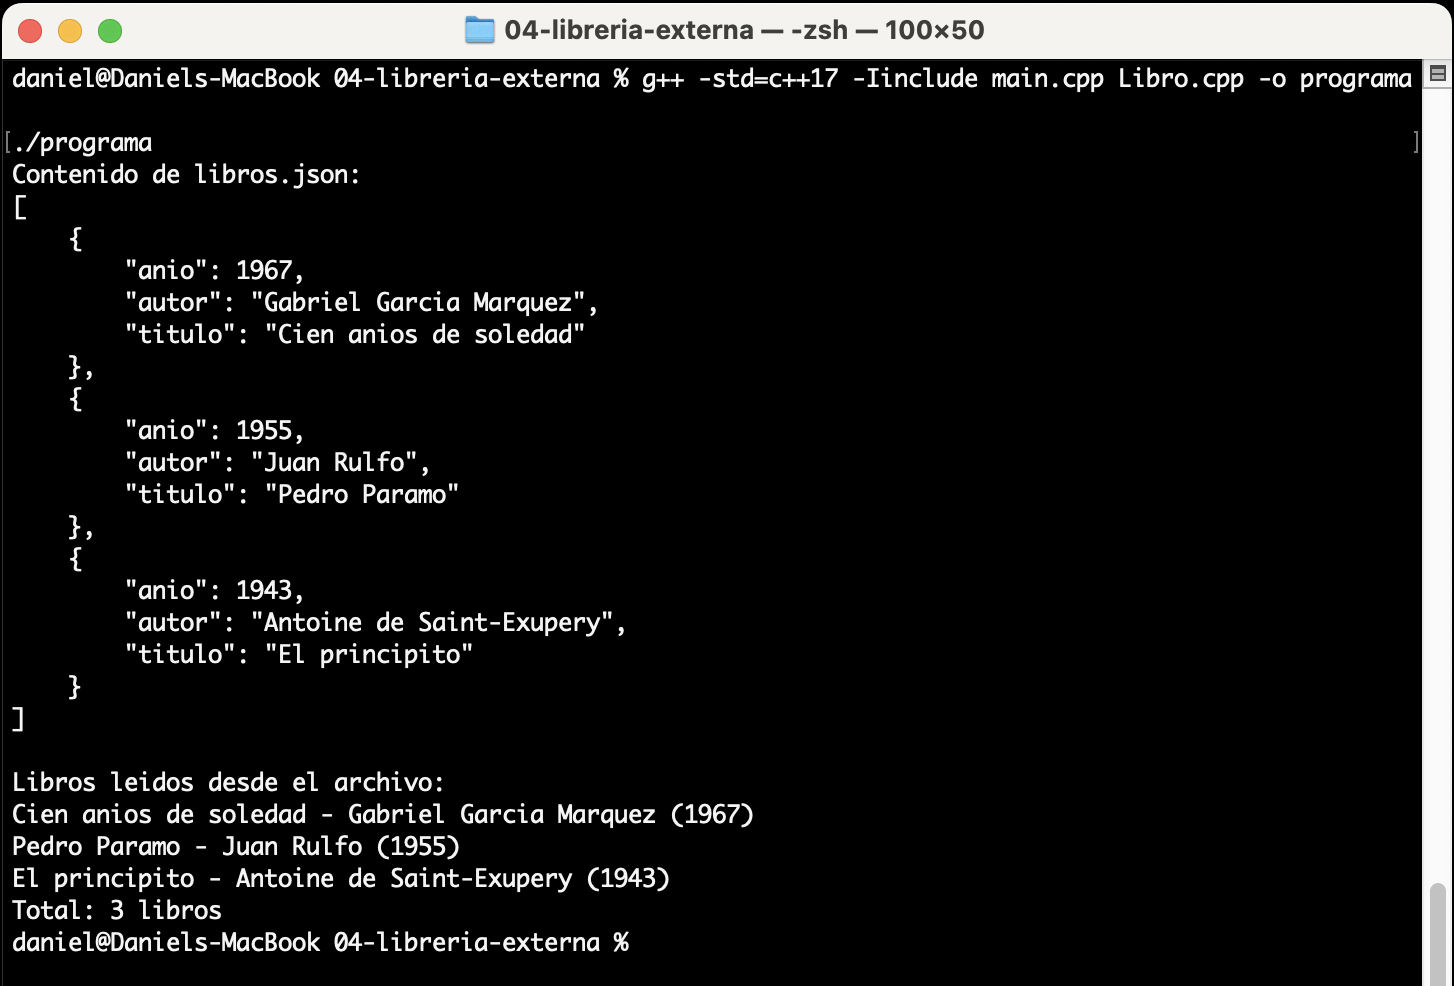 04-libreria-externa — -zsh — 100×50
daniel@Daniels-MacBook 04-libreria-externa % g++ -std=c++17 -Iinclude main.cpp Libro.cpp -o programa
[./programa ]
Contenido de libros.json:
[
    {
        "anio": 1967,
        "autor": "Gabriel Garcia Marquez",
        "titulo": "Cien anios de soledad"
    },
    {
        "anio": 1955,
        "autor": "Juan Rulfo",
        "titulo": "Pedro Paramo"
    },
    {
        "anio": 1943,
        "autor": "Antoine de Saint-Exupery",
        "titulo": "El principito"
    }
]
Libros leidos desde el archivo:
Cien anios de soledad - Gabriel Garcia Marquez (1967)
Pedro Paramo - Juan Rulfo (1955)
El principito - Antoine de Saint-Exupery (1943)
Total: 3 libros
daniel@Daniels-MacBook 04-libreria-externa %